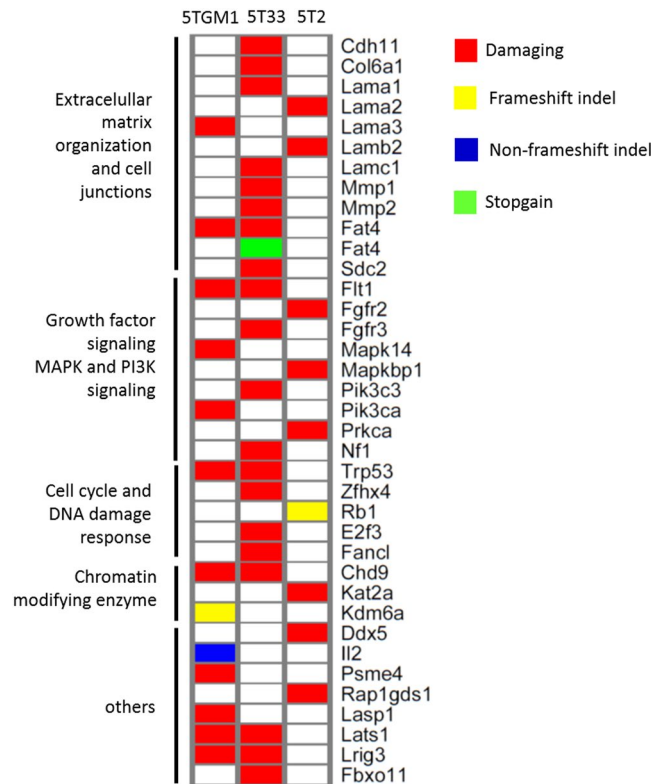 5TGM1 5T33 5T2
Extracelullar
matrix
organization
and cell
junctions
Growth factor
signaling
MAPK and PI3K
signaling
Cell cycle and
DNA damage
response
Chromatin
modifying enzyme
others
Cdh11
Col6a1
Lama1
Lama2
Lama3
Lamb2
Lamc1
Mmp1
Mmp2
Fat4
Fat4
Sdc2
Flt1
Fgfr2
Fgfr3
Mapk14
Mapkbp1
Pik3c3
Pik3ca
Prkca
Nf1
Trp53
Zfhx4
Rb1
E2f3
Fancl
Chd9
Kat2a
Kdm6a
Ddx5
Il2
Psme4
Rap1gds1
Lasp1
Lats1
Lrig3
Fbxo11
Damaging
Frameshift indel
Non-frameshift indel
Stopgain